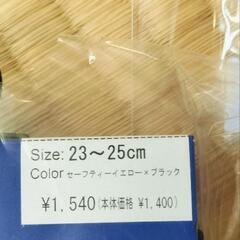 Size: 23～25cm
Color セーフティーイエロー×ブラック
¥1,540(本体価格 ¥1,400)